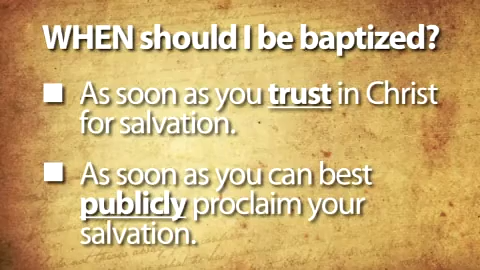 WHEN should I be baptized?
As soon as you trust in Christ
for salvation.
As soon as you can best
publicly proclaim your
salvation.